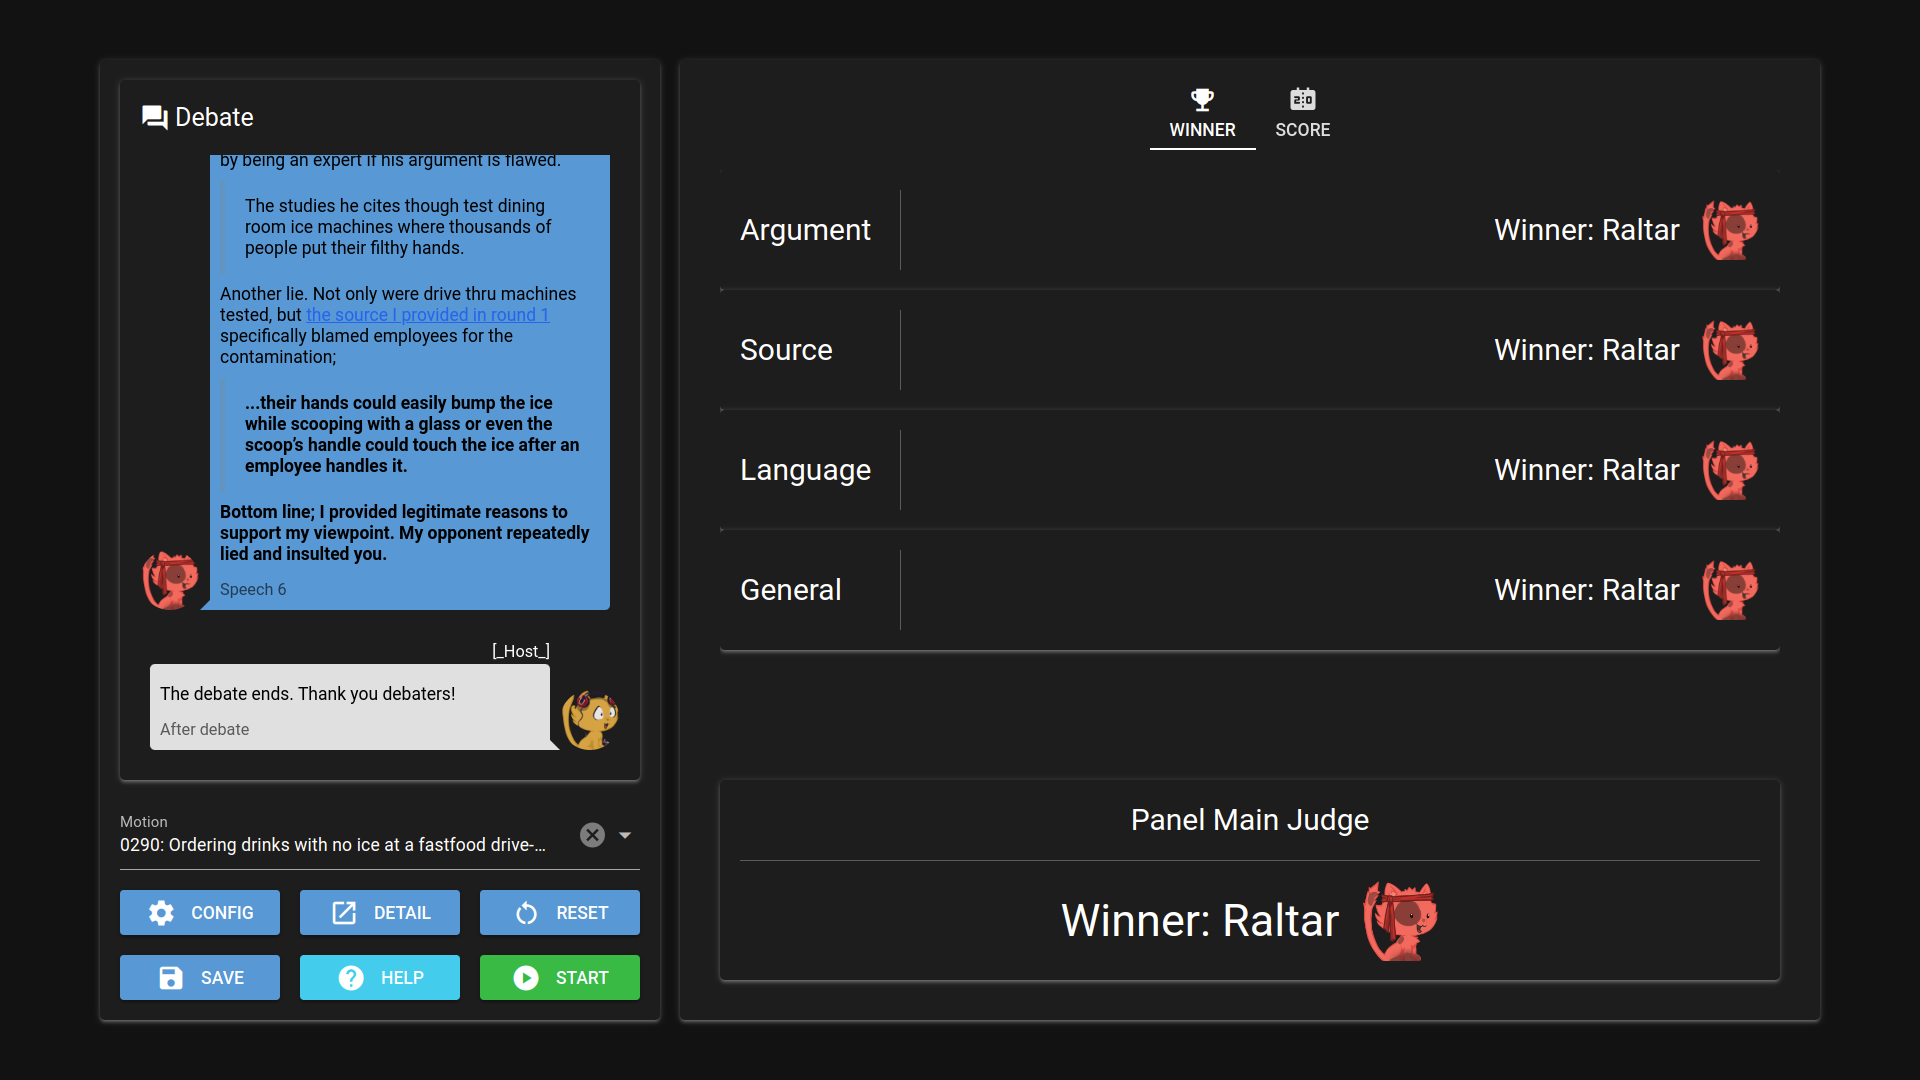 Debate
by being an expert if his argument is flawed.
The studies he cites though test dining
room ice machines where thousands of
people put their filthy hands.
Another lie. Not only were drive thru machines
tested, but the source I provided in round 1
specifically blamed employees for the
contamination;
...their hands could easily bump the ice
while scooping with a glass or even the
scoop’s handle could touch the ice after an
employee handles it.
Bottom line; I provided legitimate reasons to
support my viewpoint. My opponent repeatedly
lied and insulted you.
Speech 6
[_Host_]
The debate ends. Thank you debaters!
After debate
Motion
0290: Ordering drinks with no ice at a fastfood drive-...
CONFIG
DETAIL
RESET
SAVE
HELP
START
WINNER
SCORE
Argument
Winner: Raltar
Source
Winner: Raltar
Language
Winner: Raltar
General
Winner: Raltar
Panel Main Judge
Winner: Raltar